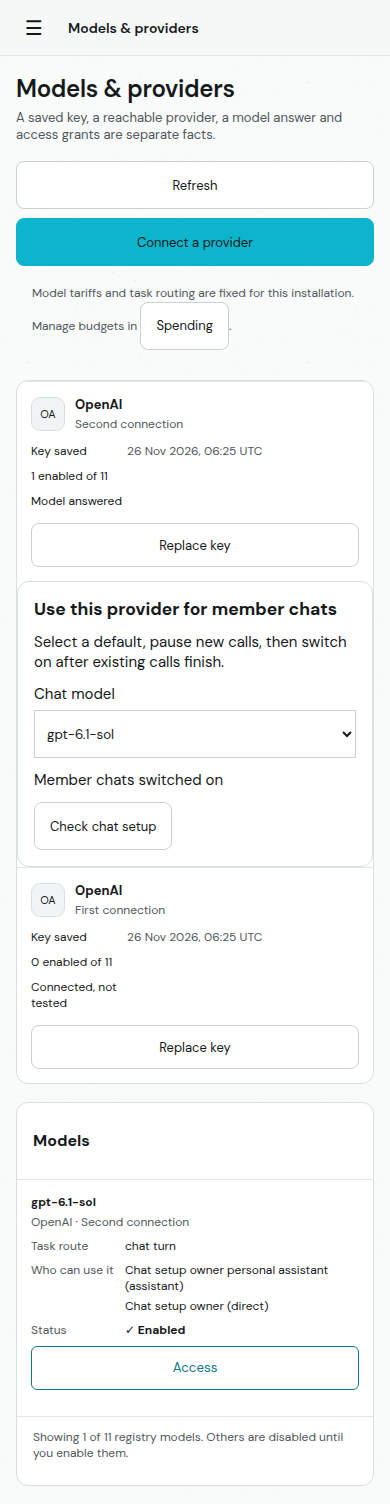 ☰ Models & providers
Models & providers
A saved key, a reachable provider, a model answer and
access grants are separate facts.
Refresh
Connect a provider
Model tariffs and task routing are fixed for this installation.
Manage budgets in Spending .
OA OpenAI
Second connection
Key saved 26 Nov 2026, 06:25 UTC
1 enabled of 11
Model answered
Replace key
Use this provider for member chats
Select a default, pause new calls, then switch
on after existing calls finish.
Chat model
gpt-6.1-sol
Member chats switched on
Check chat setup
OA OpenAI
First connection
Key saved 26 Nov 2026, 06:25 UTC
0 enabled of 11
Connected, not
tested
Replace key
Models
gpt-6.1-sol
OpenAI · Second connection
Task route chat turn
Who can use it Chat setup owner personal assistant
(assistant)
Chat setup owner (direct)
Status ✓ Enabled
Access
Showing 1 of 11 registry models. Others are disabled until
you enable them.